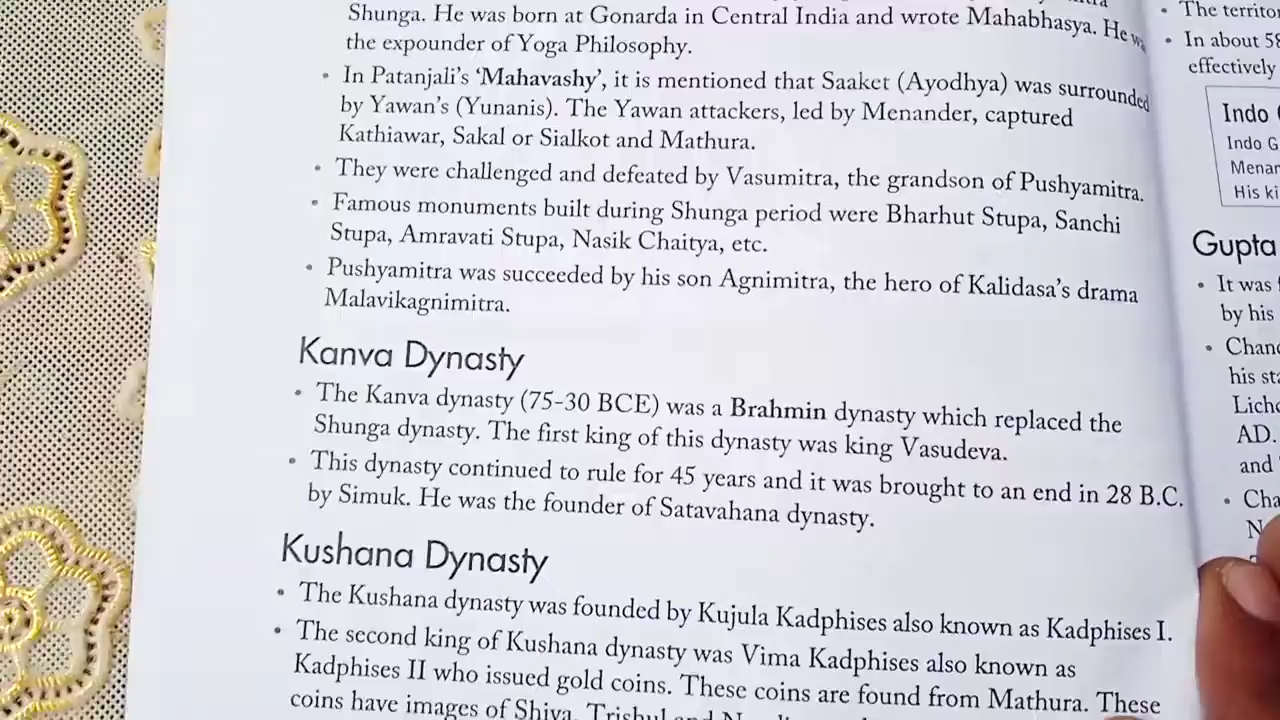 Shunga. He was born at Gonarda in Central India and wrote Mahabhasya. He
the expounder of Yoga Philosophy.
• In Patanjali's 'Mahavashy', it is mentioned that Saaket (Ayodhya) was surrounded
by Yawan's (Yunanis). The Yawan attackers, led by Menander, captured
Kathiawar, Sakal or Sialkot and Mathura.
• They were challenged and defeated by Vasumitra, the grandson of Pushyamitra.
• Famous monuments built during Shunga period were Bharhut Stupa, Sanchi
Stupa, Amravati Stupa, Nasik Chaitya, etc.
• Pushyamitra was succeeded by his son Agnimitra, the hero of Kalidasa's drama
Malavikagnimitra.
Kanva Dynasty
• The Kanva dynasty (75-30 BCE) was a Brahmin dynasty which replaced the
Shunga dynasty. The first king of this dynasty was king Vasudeva.
• This dynasty continued to rule for 45 years and it was brought to an end in 28 B.C.
by Simuk. He was the founder of Satavahana dynasty.
Kushana Dynasty
• The Kushana dynasty was founded by Kujula Kadphises also known as Kadphises I.
• The second king of Kushana dynasty was Vima Kadphises also known as
Kadphises II who issued gold coins. These coins are found from Mathura. These
coins have images of Shiva, Trishul and
• The
• In about
effectively
Indo
Indo
His
Gupta
• It was
by his
•
his
AD.
and